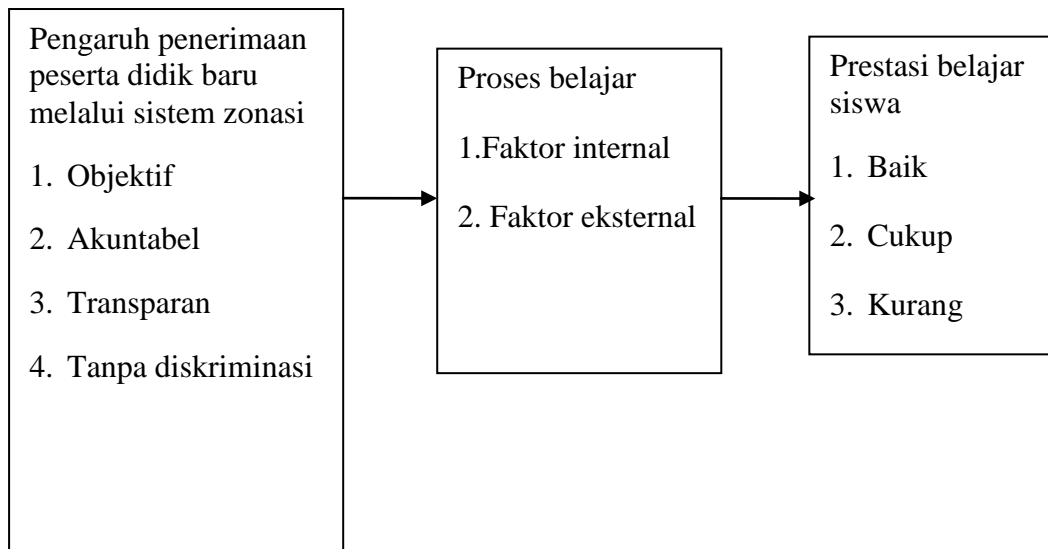 Pengaruh penerimaan
peserta didik baru
melalui sistem zonasi
1. Objektif
2. Akuntabel
3. Transparan
4. Tanpa diskriminasi
Proses belajar
1.Faktor internal
2. Faktor eksternal
Prestasi belajar
siswa
1. Baik
2. Cukup
3. Kurang